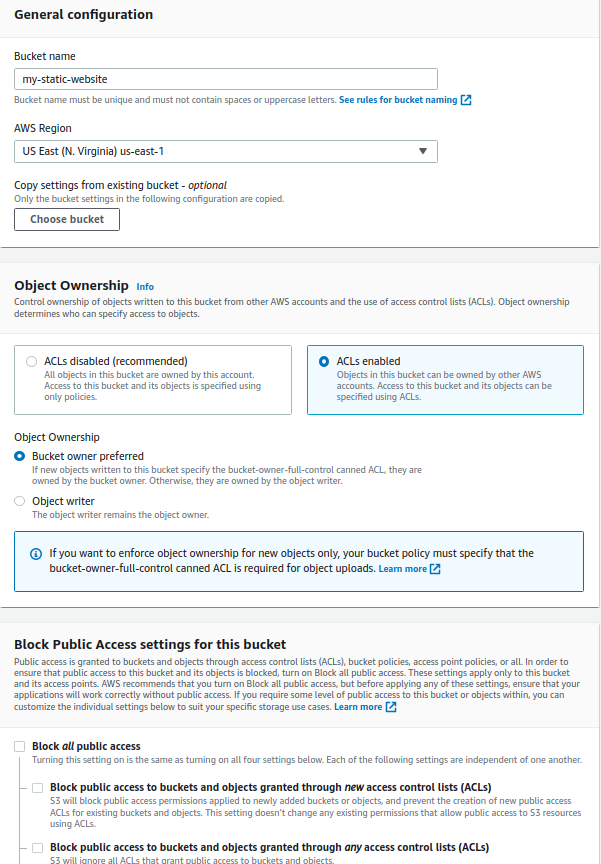 General configuration
Bucket name
my-static-website
Bucket name must be unique and must not contain spaces or uppercase letters. See rules for bucket naming
AWS Region
US East (N. Virginia) us-east-1
Copy settings from existing bucket - optional
Only the bucket settings in the following configuration are copied.
Choose bucket
Object Ownership Info
Control ownership of objects written to this bucket from other AWS accounts and the use of access control lists (ACLs). Object ownership
determines who can specify access to objects.
ACLs disabled (recommended)
All objects in this bucket are owned by this account.
Access to this bucket and its objects is specified using
only policies.
ACLs enabled
Objects in this bucket can be owned by other AWS
accounts. Access to this bucket and its objects can be
specified using ACLs.
Object Ownership
Bucket owner preferred
If new objects written to this bucket specify the bucket-owner-full-control canned ACL, they are
owned by the bucket owner. Otherwise, they are owned by the object writer.
Object writer
The object writer remains the object owner.
If you want to enforce object ownership for new objects only, your bucket policy must specify that the
bucket-owner-full-control canned ACL is required for object uploads. Learn more
Block Public Access settings for this bucket
Public access is granted to buckets and objects through access control lists (ACLs), bucket policies, access point policies, or all. In order to
ensure that public access to this bucket and its objects is blocked, turn on Block all public access. These settings apply only to this bucket
and its access points. AWS recommends that you turn on Block all public access, but before applying any of these settings, ensure that your
applications will work correctly without public access. If you require some level of public access to this bucket or objects within, you can
customize the individual settings below to suit your specific storage use cases. Learn more
Block all public access
Turning this setting on is the same as turning on all four settings below. Each of the following settings are independent of one another.
Block public access to buckets and objects granted through new access control lists (ACLs)
S3 will block public access permissions applied to newly added buckets or objects, and prevent the creation of new public access
ACLs for existing buckets and objects. This setting doesn't change any existing permissions that allow public access to S3 resources
using ACLs.
Block public access to buckets and objects granted through any access control lists (ACLs)
S3 will ignore all ACLs that grant public access to buckets and objects.